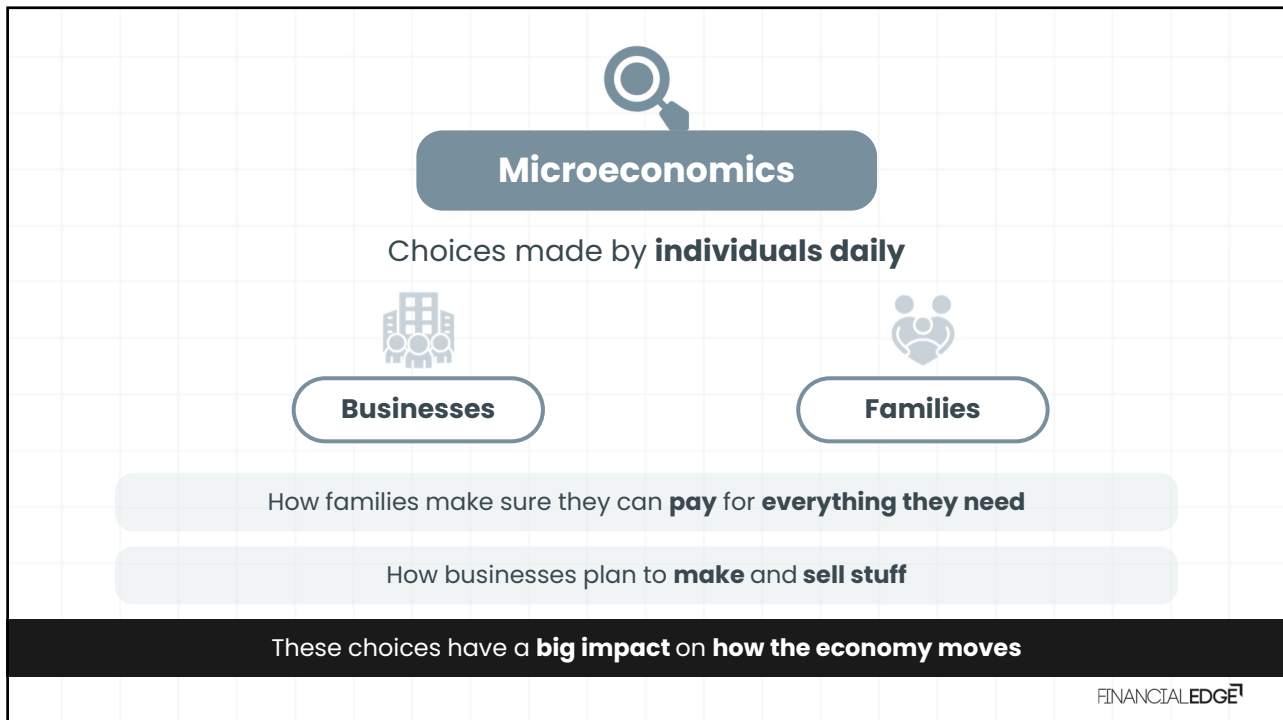 Microeconomics
Choices made by individuals daily
Businesses
Families
How families make sure they can pay for everything they need
How businesses plan to make and sell stuff
These choices have a big impact on how the economy moves
FINANCIALEDGE